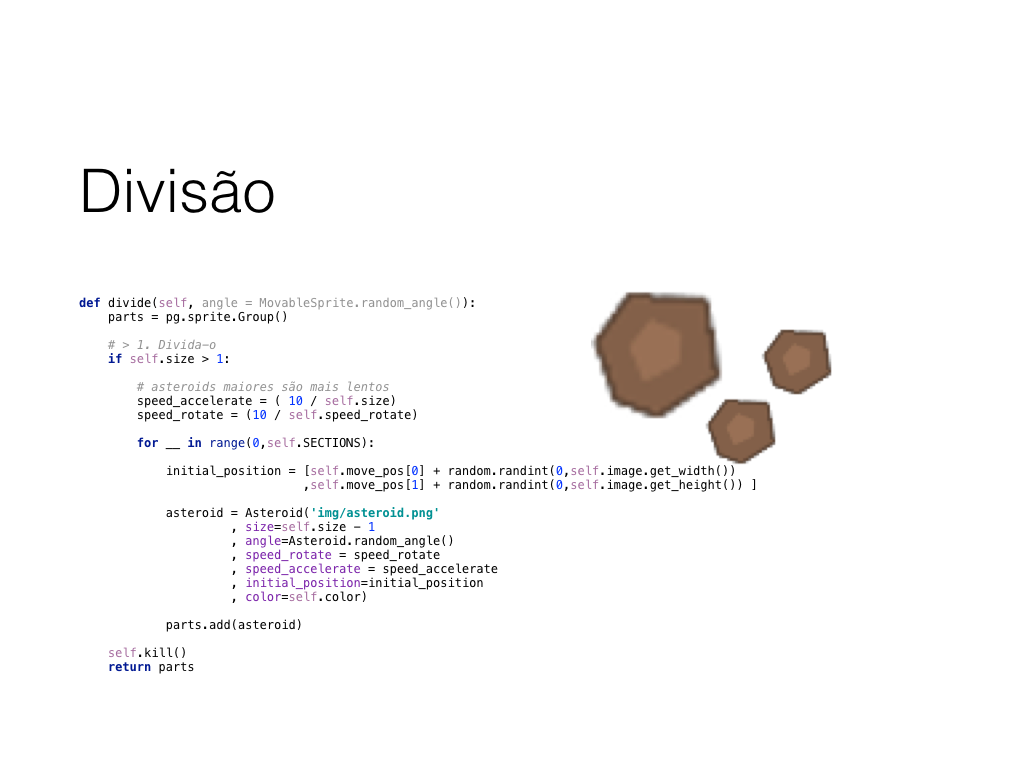 Divisão
def divide(self, angle = MovableSprite.random_angle()):
    parts = pg.sprite.Group()
    # > 1. Divida-o
    if self.size > 1:
        # asteroids maiores são mais lentos
        speed_accelerate = ( 10 / self.size)
        speed_rotate = (10 / self.speed_rotate)
        for __ in range(0,self.SECTIONS):
            initial_position = [self.move_pos[0] + random.randint(0,self.image.get_width())
                               ,self.move_pos[1] + random.randint(0,self.image.get_height()) ]
            asteroid = Asteroid('img/asteroid.png'
                     , size=self.size - 1
                     , angle=Asteroid.random_angle()
                     , speed_rotate = speed_rotate
                     , speed_accelerate = speed_accelerate
                     , initial_position=initial_position
                     , color=self.color)
            parts.add(asteroid)
    self.kill()
    return parts